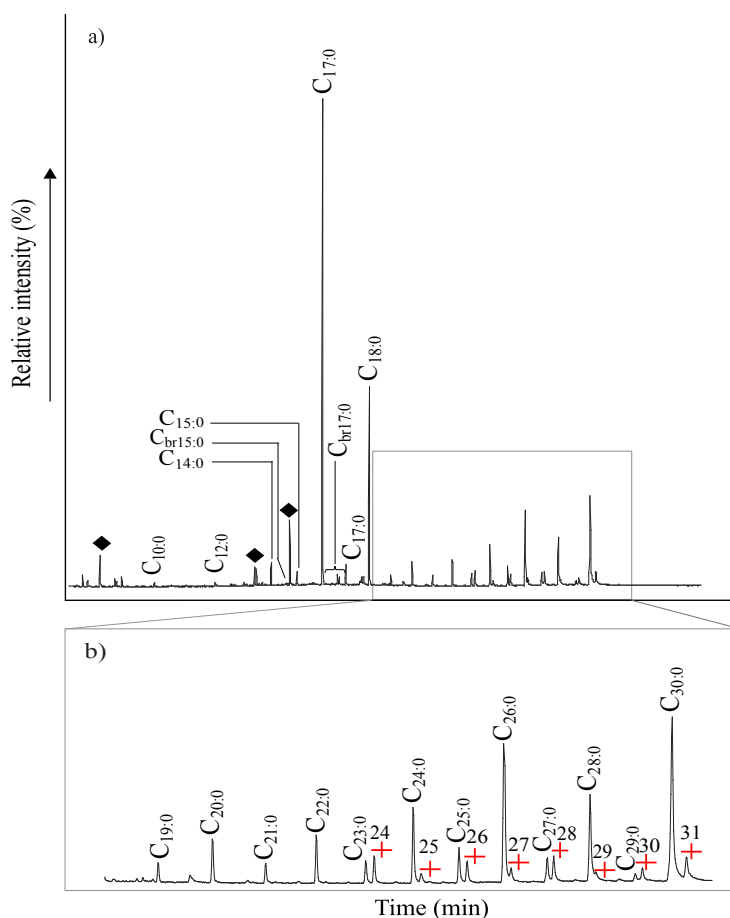 a)
C17:0
Relative intensity (%)
C18:0
C15:0
Cbr15:0
C14:0
Cbr17:0
C10:0
C12:0
C17:0
b)
C19:0
C20:0
C21:0
C22:0
C23:0
24
C24:0
25
C25:0
26
C26:0
27
C27:0
28
C28:0
29
C29:0
30
C30:0
31
Time (min)